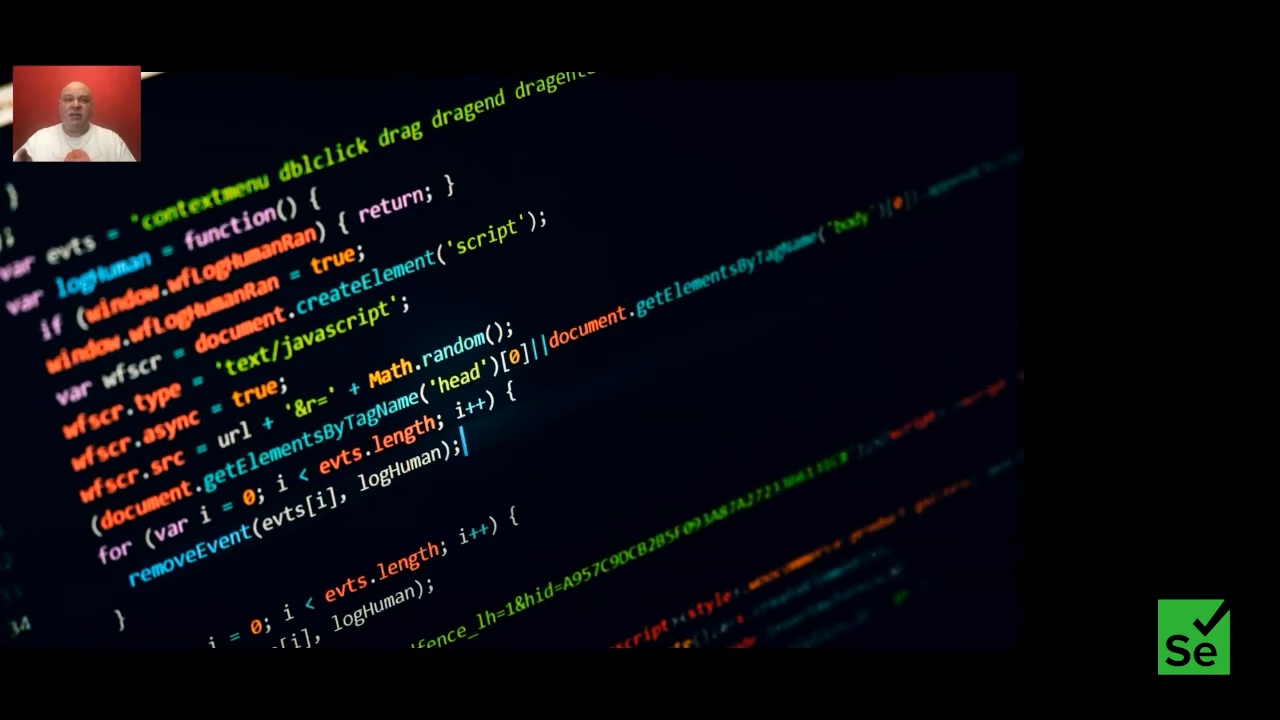 }
var evts = 'contextmenu dblclick drag dragend
var logHuman = function() {
if (window.wfLogHumanRan) { return; }
window.wfLogHumanRan = true;
var wfscr = document.createElement('script');
wfscr.type = 'text/javascript';
wfscr.async = true;
wfscr.src = url + '&r=' + Math.random();
(document.getElementsByTagName('head')[0]||document.getElementsByTagName('body')[0])
for (var i = 0; i < evts.length; i++) {
removeEvent(evts[i], logHuman);
}
34
i = 0; i < evts.length; i++) {
[i], logHuman);
Se